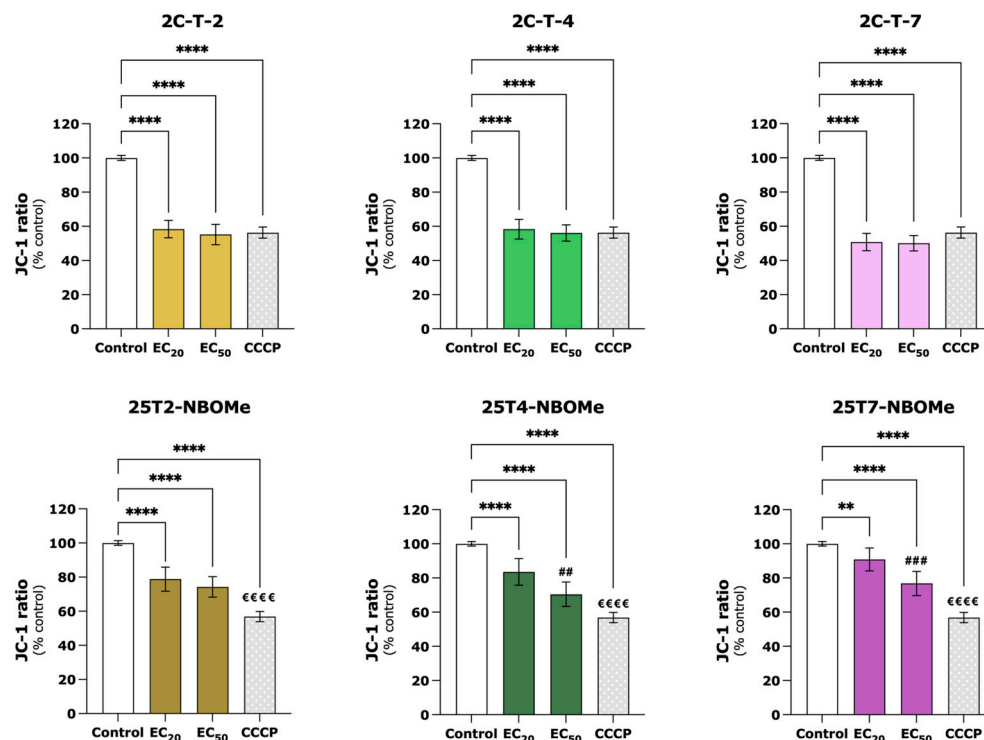 2C-T-2
****
****
****
JC-1 ratio
(% control)
120
100
80
60
40
20
0
Control EC20 EC50 CCCP
2C-T-4
****
****
****
JC-1 ratio
(% control)
120
100
80
60
40
20
0
Control EC20 EC50 CCCP
2C-T-7
****
****
****
JC-1 ratio
(% control)
120
100
80
60
40
20
0
Control EC20 EC50 CCCP
25T2-NBOMe
****
****
****
€€€€
JC-1 ratio
(% control)
120
100
80
60
40
20
0
Control EC20 EC50 CCCP
25T4-NBOMe
****
****
****
##
€€€€
JC-1 ratio
(% control)
120
100
80
60
40
20
0
Control EC20 EC50 CCCP
25T7-NBOMe
****
****
**
###
€€€€
JC-1 ratio
(% control)
120
100
80
60
40
20
0
Control EC20 EC50 CCCP